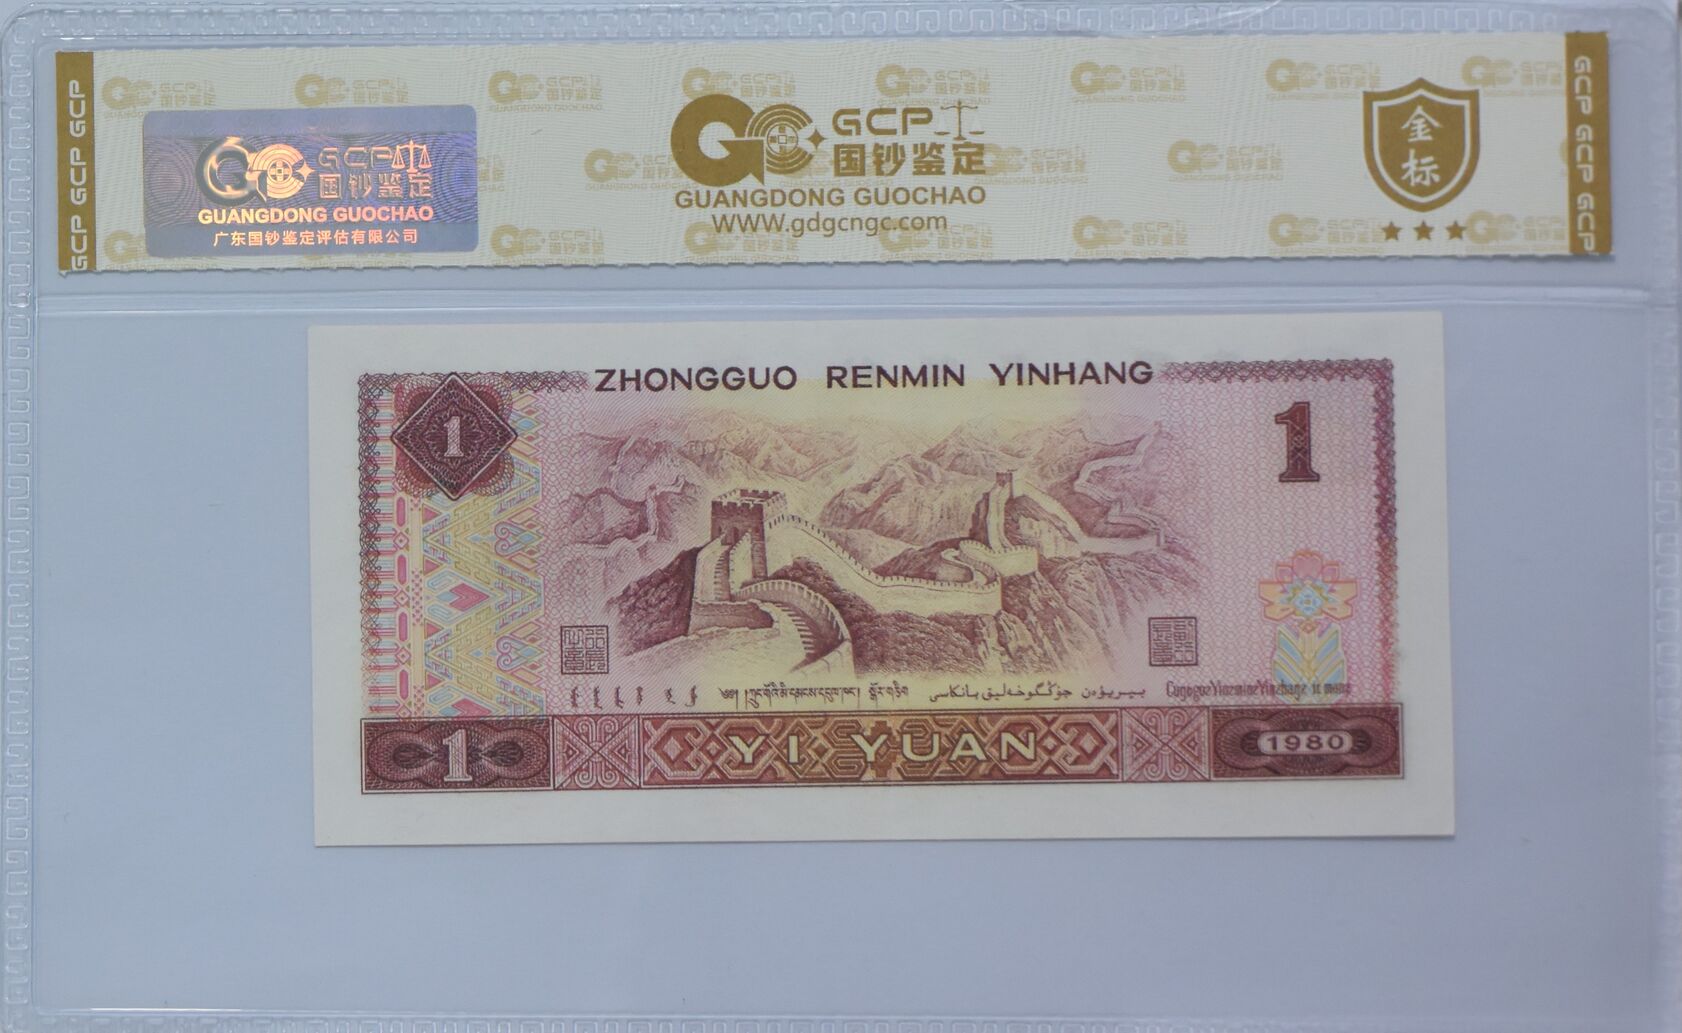 GCP GCP GCP
GCP
国钞鉴定
GUANGDONG GUOCHAO
广东国钞鉴定评估有限公司
GCP
国钞鉴定
GUANGDONG GUOCHAO
WWW.gdgcngc.com
金
标
GCP GCP GCP
ZHONGGUO RENMIN YINHANG
1
1
1
YI YUAN
1980